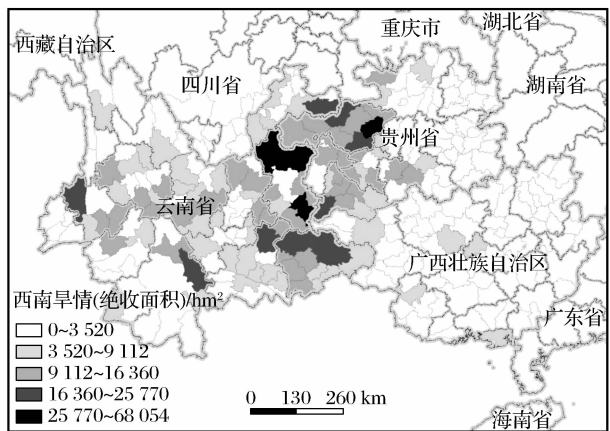 重庆市
湖北省
西藏自治区
四川省
湖南省
贵州省
云南省
广西壮族自治区
西南旱情(绝收面积)/hm²
广东省
0~3 520
3 520~9 112
9 112~16 360
16 360~25 770
25 770~68 054
0 130 260 km
海南省